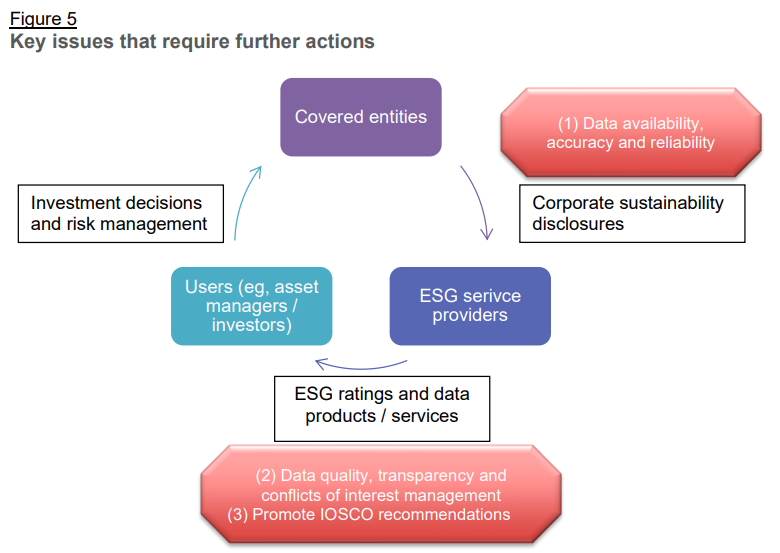 Figure 5
Key issues that require further actions
Covered entities
(1) Data availability,
accuracy and reliability
Investment decisions
and risk management
Corporate sustainability
disclosures
Users (eg, asset
managers /
investors)
ESG serivce
providers
ESG ratings and data
products / services
(2) Data quality, transparency and
conflicts of interest management
(3) Promote IOSCO recommendations